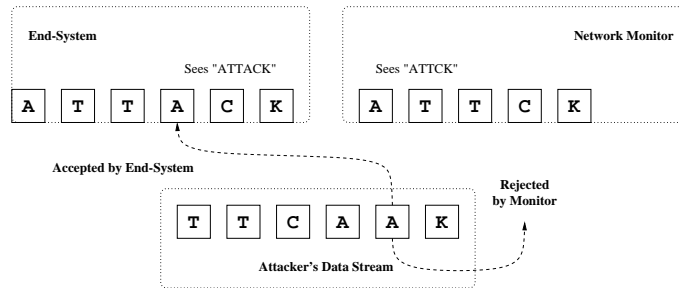 End-System
Network Monitor
Sees "ATTACK"
Sees "ATTCK"
A T T A C K
A T T C K
Accepted by End-System
Rejected
by Monitor
T T C A A K
Attacker's Data Stream